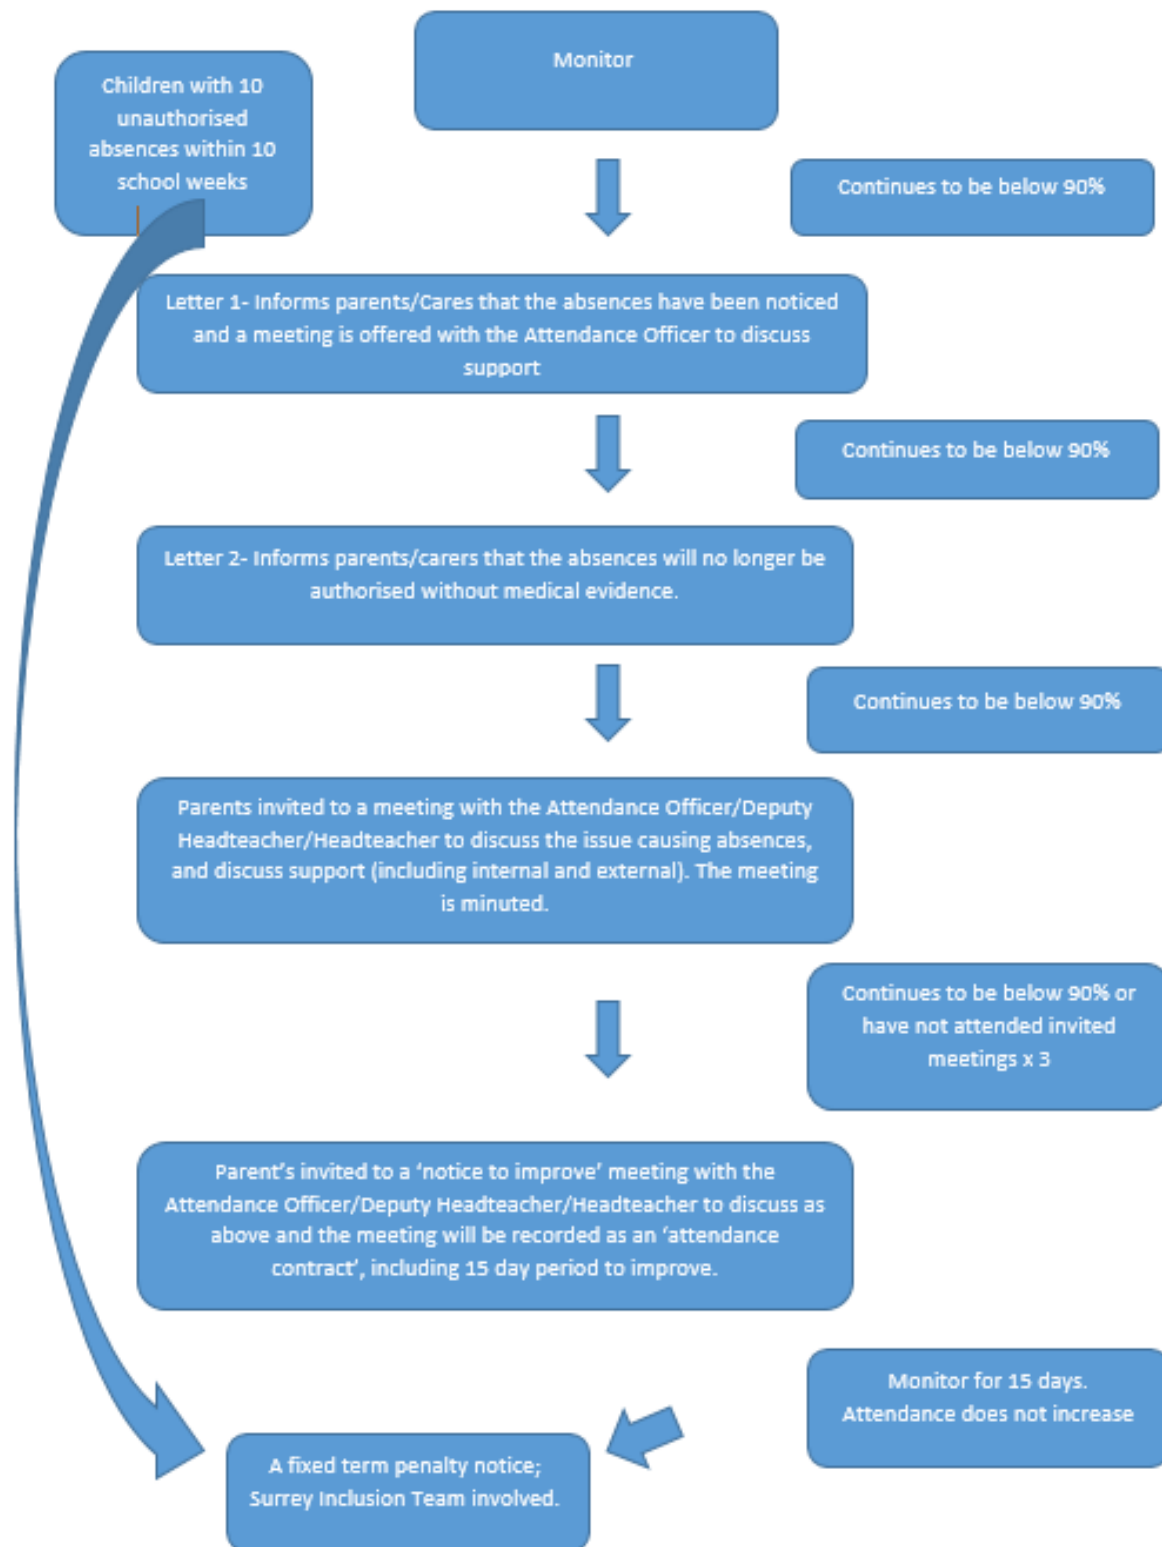 Monitor
Children with 10
unauthorised
absences within 10
school weeks
Continues to be below 90%
Letter 1- Informs parents/Cares that the absences have been noticed
and a meeting is offered with the Attendance Officer to discuss
support
Continues to be below 90%
Letter 2- Informs parents/carers that the absences will no longer be
authorised without medical evidence.
Continues to be below 90%
Parents invited to a meeting with the Attendance Officer/Deputy
Headteacher/Headteacher to discuss the issue causing absences,
and discuss support (including internal and external). The meeting
is minuted.
Continues to be below 90% or
have not attended invited
meetings x 3
Parent's invited to a ‘notice to improve’ meeting with the
Attendance Officer/Deputy Headteacher/Headteacher to discuss as
above and the meeting will be recorded as an ‘attendance
contract’, including 15 day period to improve.
Monitor for 15 days.
Attendance does not increase
A fixed term penalty notice;
Surrey Inclusion Team involved.